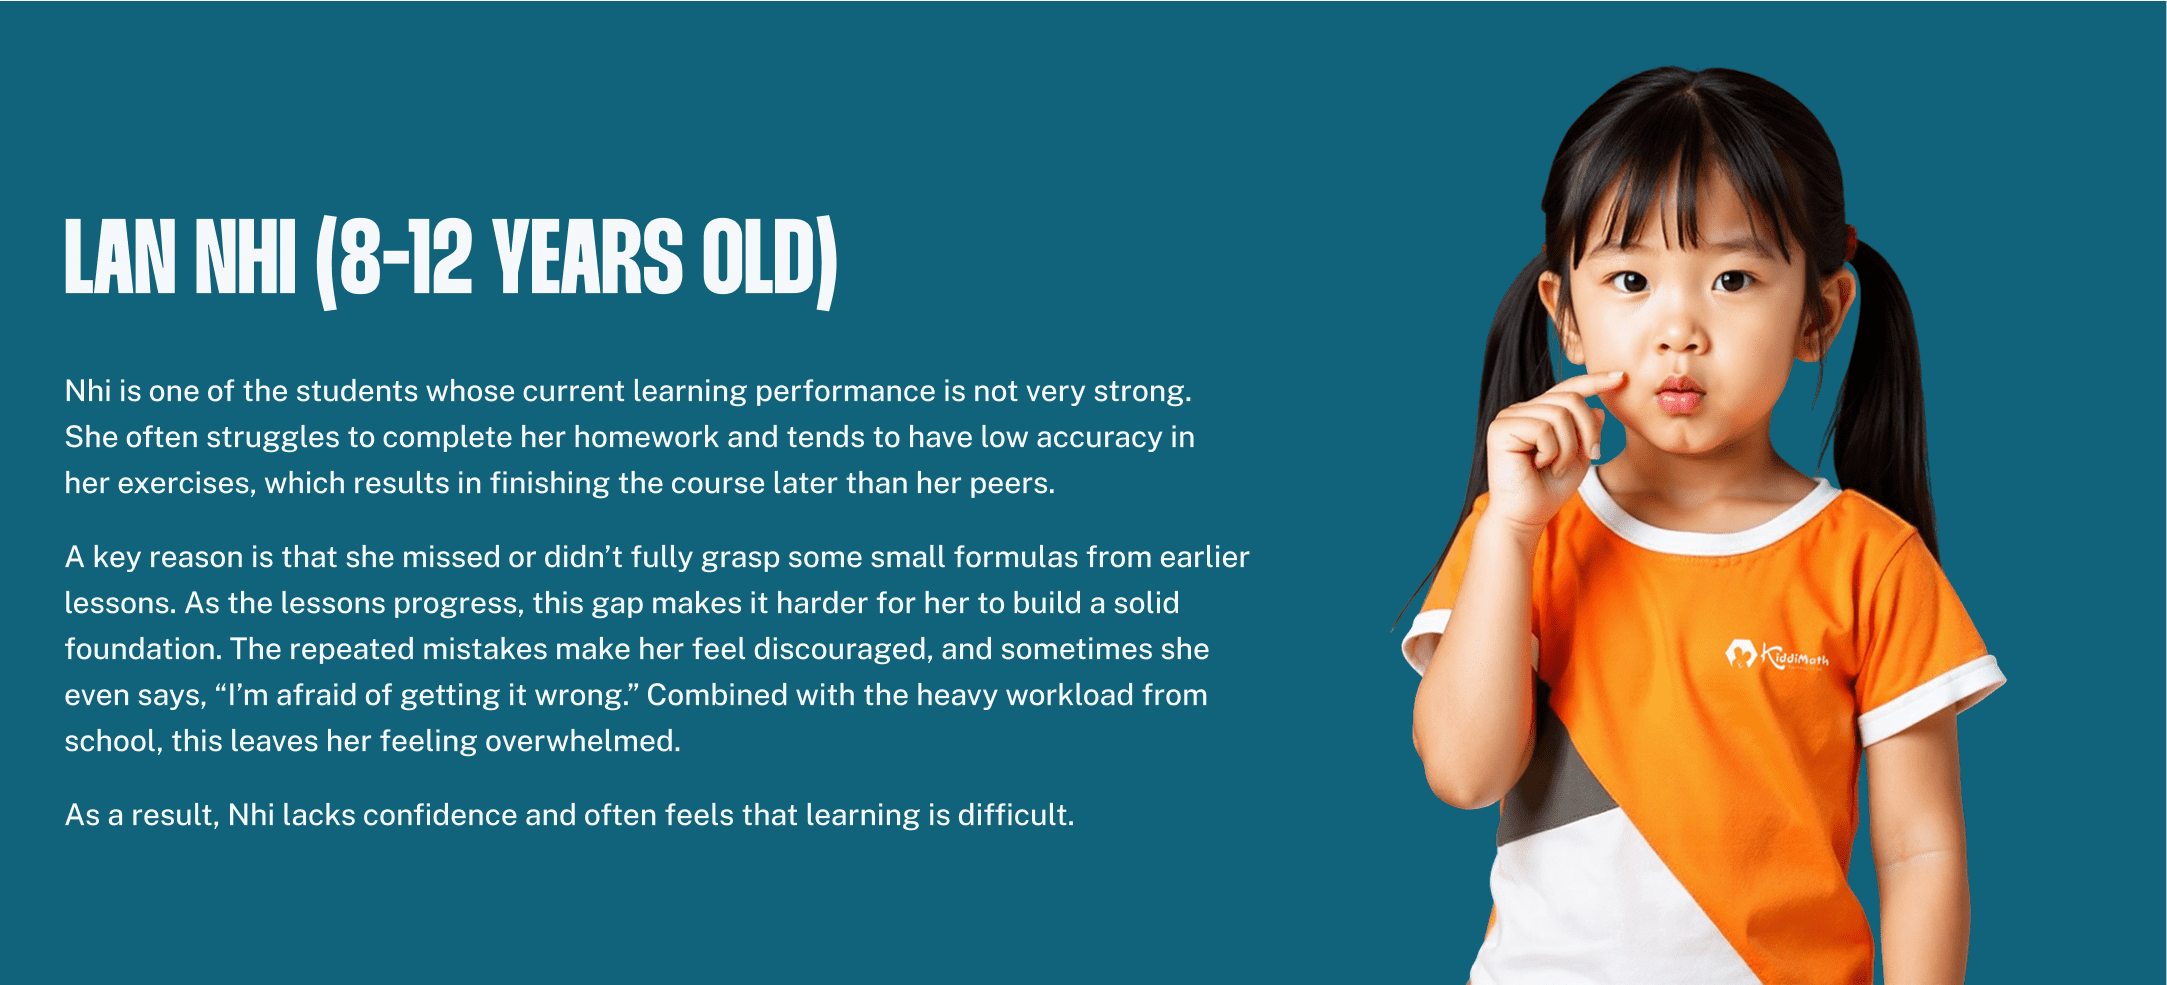 LAN NHI (8-12 YEARS OLD)
Nhi is one of the students whose current learning performance is not very strong.
She often struggles to complete her homework and tends to have low accuracy in
her exercises, which results in finishing the course later than her peers.
A key reason is that she missed or didn’t fully grasp some small formulas from earlier
lessons. As the lessons progress, this gap makes it harder for her to build a solid
foundation. The repeated mistakes make her feel discouraged, and sometimes she
even says, “I’m afraid of getting it wrong.” Combined with the heavy workload from
school, this leaves her feeling overwhelmed.
As a result, Nhi lacks confidence and often feels that learning is difficult.
KiddiMath